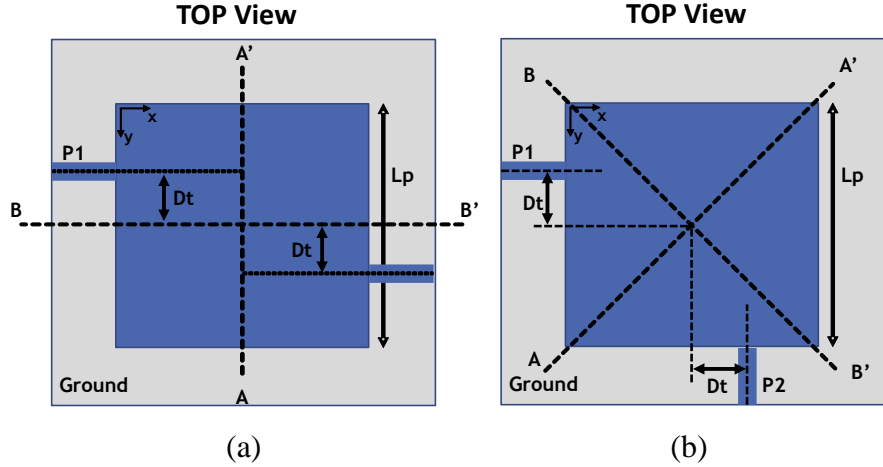 TOP View
A'
x
y
P1
Dt
Lp
B
B'
Dt
Ground
A
(a)
TOP View
B
A'
x
y
P1
Dt
Lp
A
Ground
Dt
P2
B'
(b)